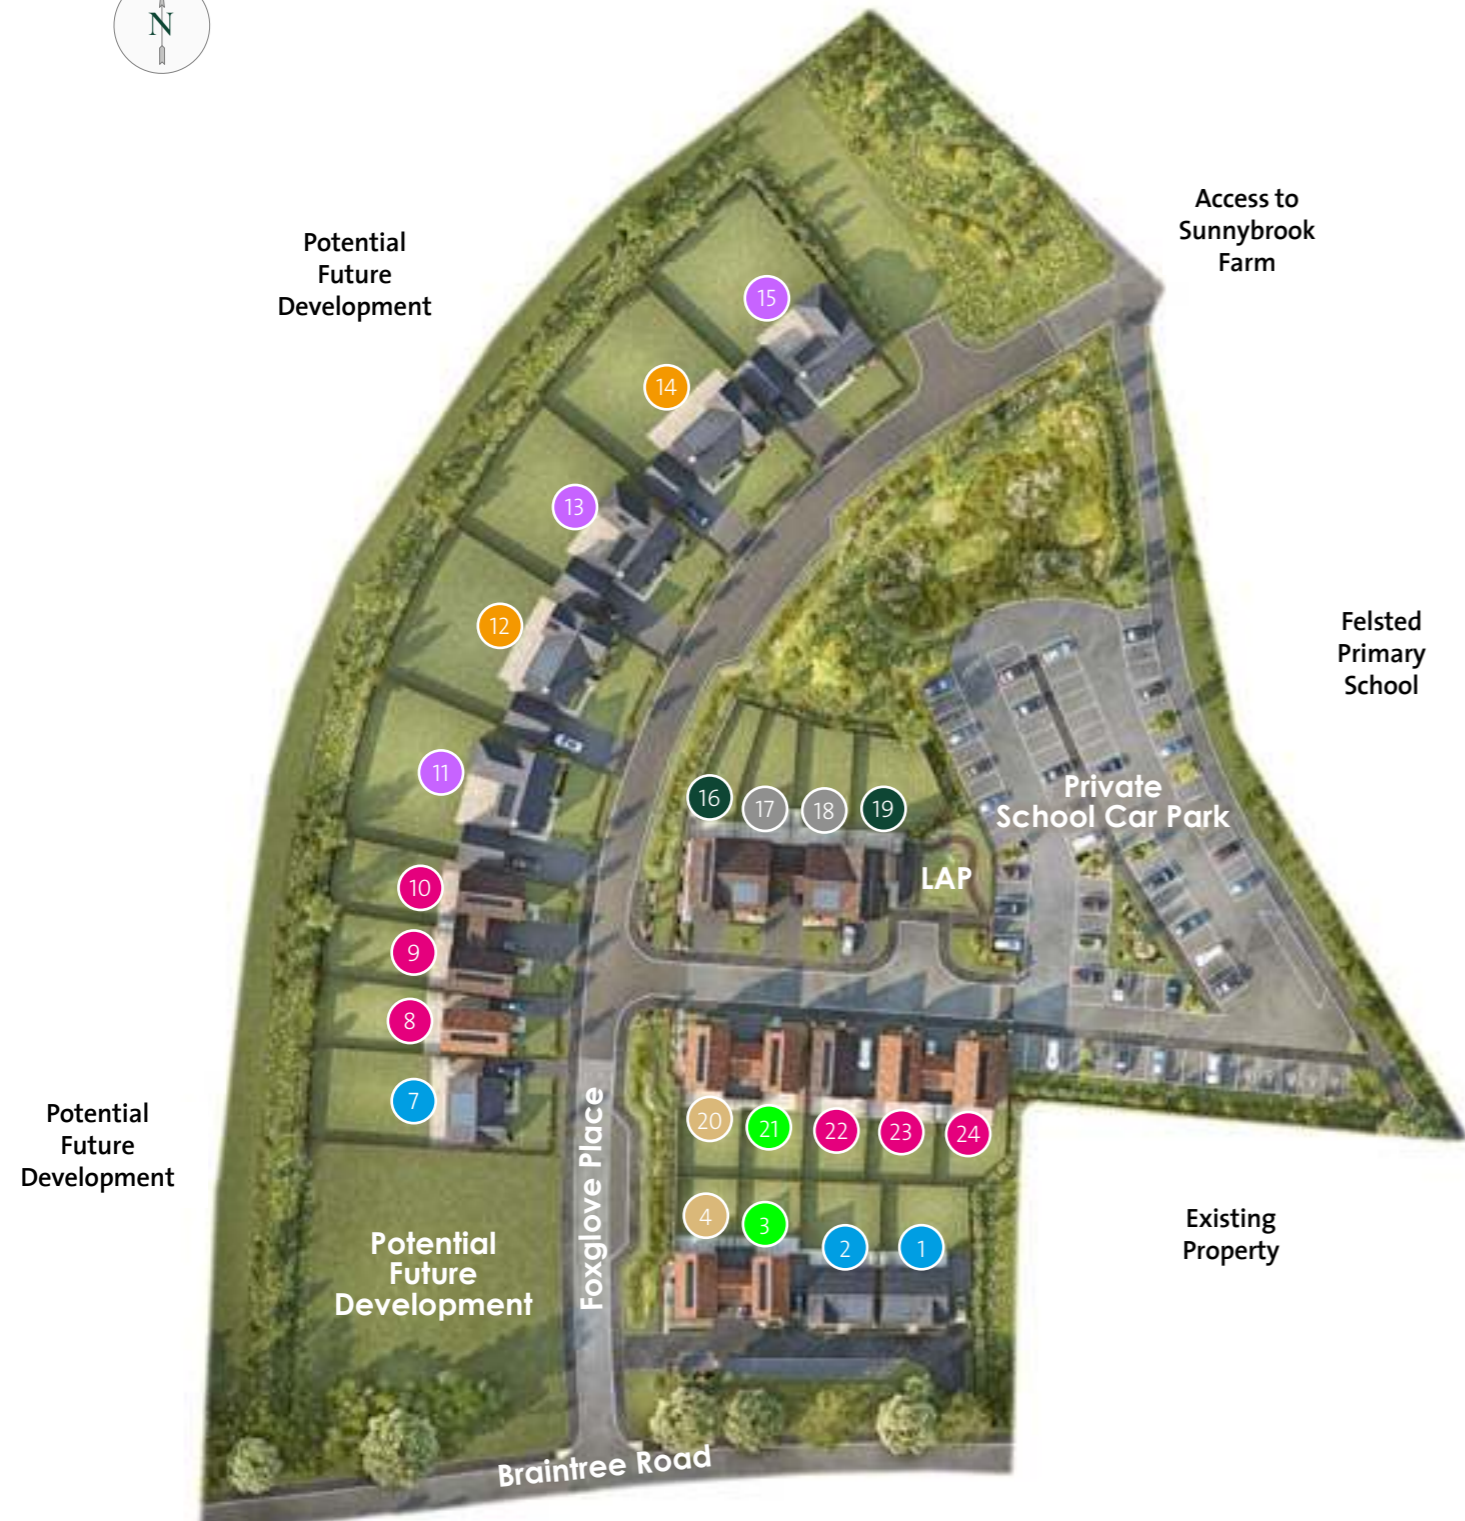 N
Access to
Sunnybrook
Farm
Potential
Future
Development
15
14
13
12
Felsted
Primary
School
11
Private
School Car Park
16
17
18
19
LAP
10
9
8
7
20
21
22
23
24
Foxglove Place
Potential
Future
Development
4
3
2
1
Existing
Property
Potential
Future
Development
Braintree Road